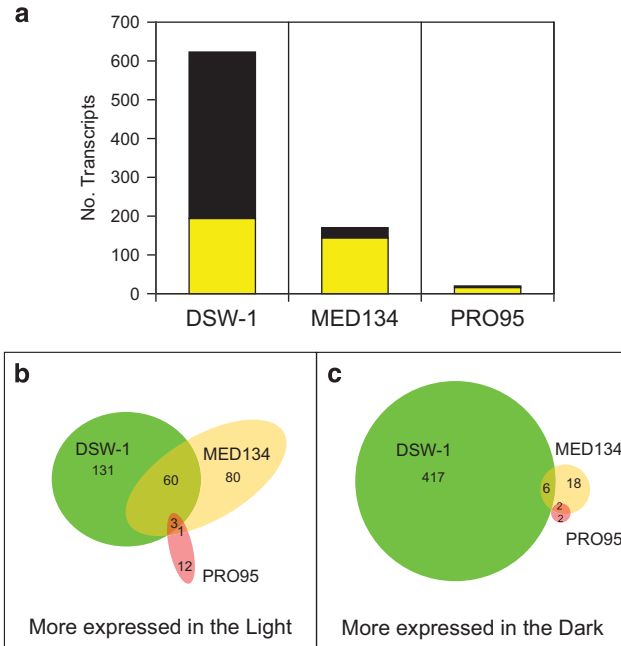 a
700
600
500
400
300
200
100
0
No. Transcripts
DSW-1 MED134 PRO95
b
DSW-1
131
MED134
60
80
3
1
12
PRO95
More expressed in the Light
c
DSW-1
417
MED134
6
18
2
2
PRO95
More expressed in the Dark